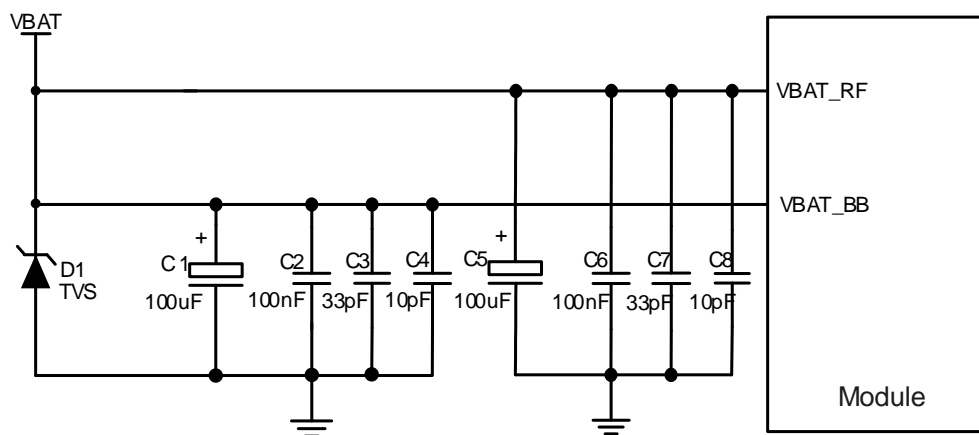 VBAT
VBAT_RF
VBAT_BB
+
+
D1
TVS
C1
100uF
C2
100nF
C3
33pF
C4
10pF
C5
100uF
C6
100nF
C7
33pF
C8
10pF
Module